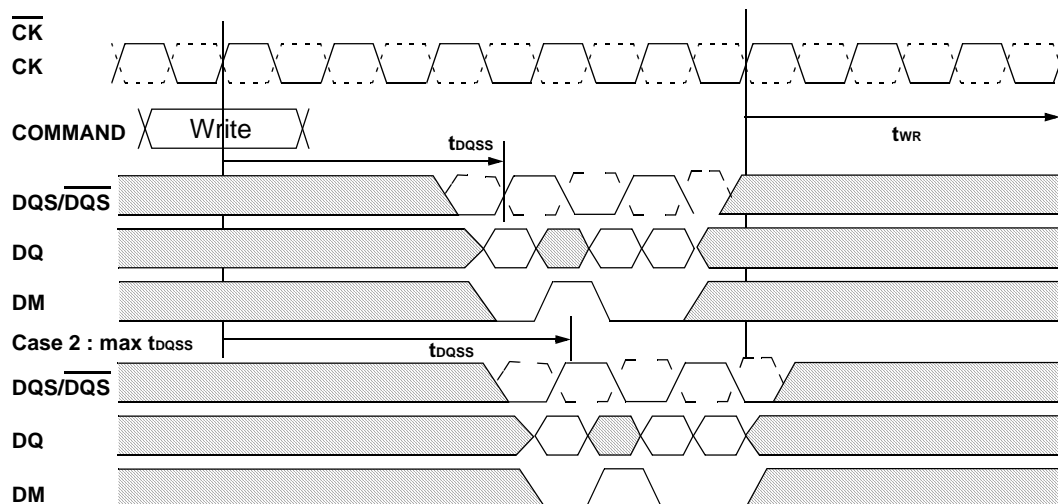 CK
CK
COMMAND Write
tWR
tDQSS
DQS/DQS
DQ
DM
Case 2 : max tDQSS
tDQSS
DQS/DQS
DQ
DM